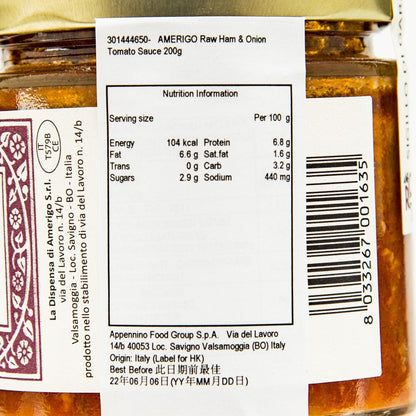 301444650-   AMERIGO Raw Ham & Onion
Tomato Sauce 200g
Nutrition Information
Serving size Per 100 g
Energy 104 kcal Protein 6.8 g
Fat 6.6 g Sat.fat 1.6 g
Trans 0 g Carb 3.2 g
Sugars 2.9 g Sodium 440 mg
Appennino Food Group S.p.A. Via del Lavoro
14/b 40053 Loc. Savigno Valsamoggia (BO) Italy
Origin: Italy (Label for HK)
Best Before 此日期前最佳
22年06月06日(YY年MM月DD日)
IT
T579B
CE
La Dispensa di Amerigo S.r.l.
via del Lavoro n. 14/b
Valsamoggia - Loc. Savigno - BO - Italia
prodotto nello stabilimento di via del Lavoro n. 14/b
8 033267 001635